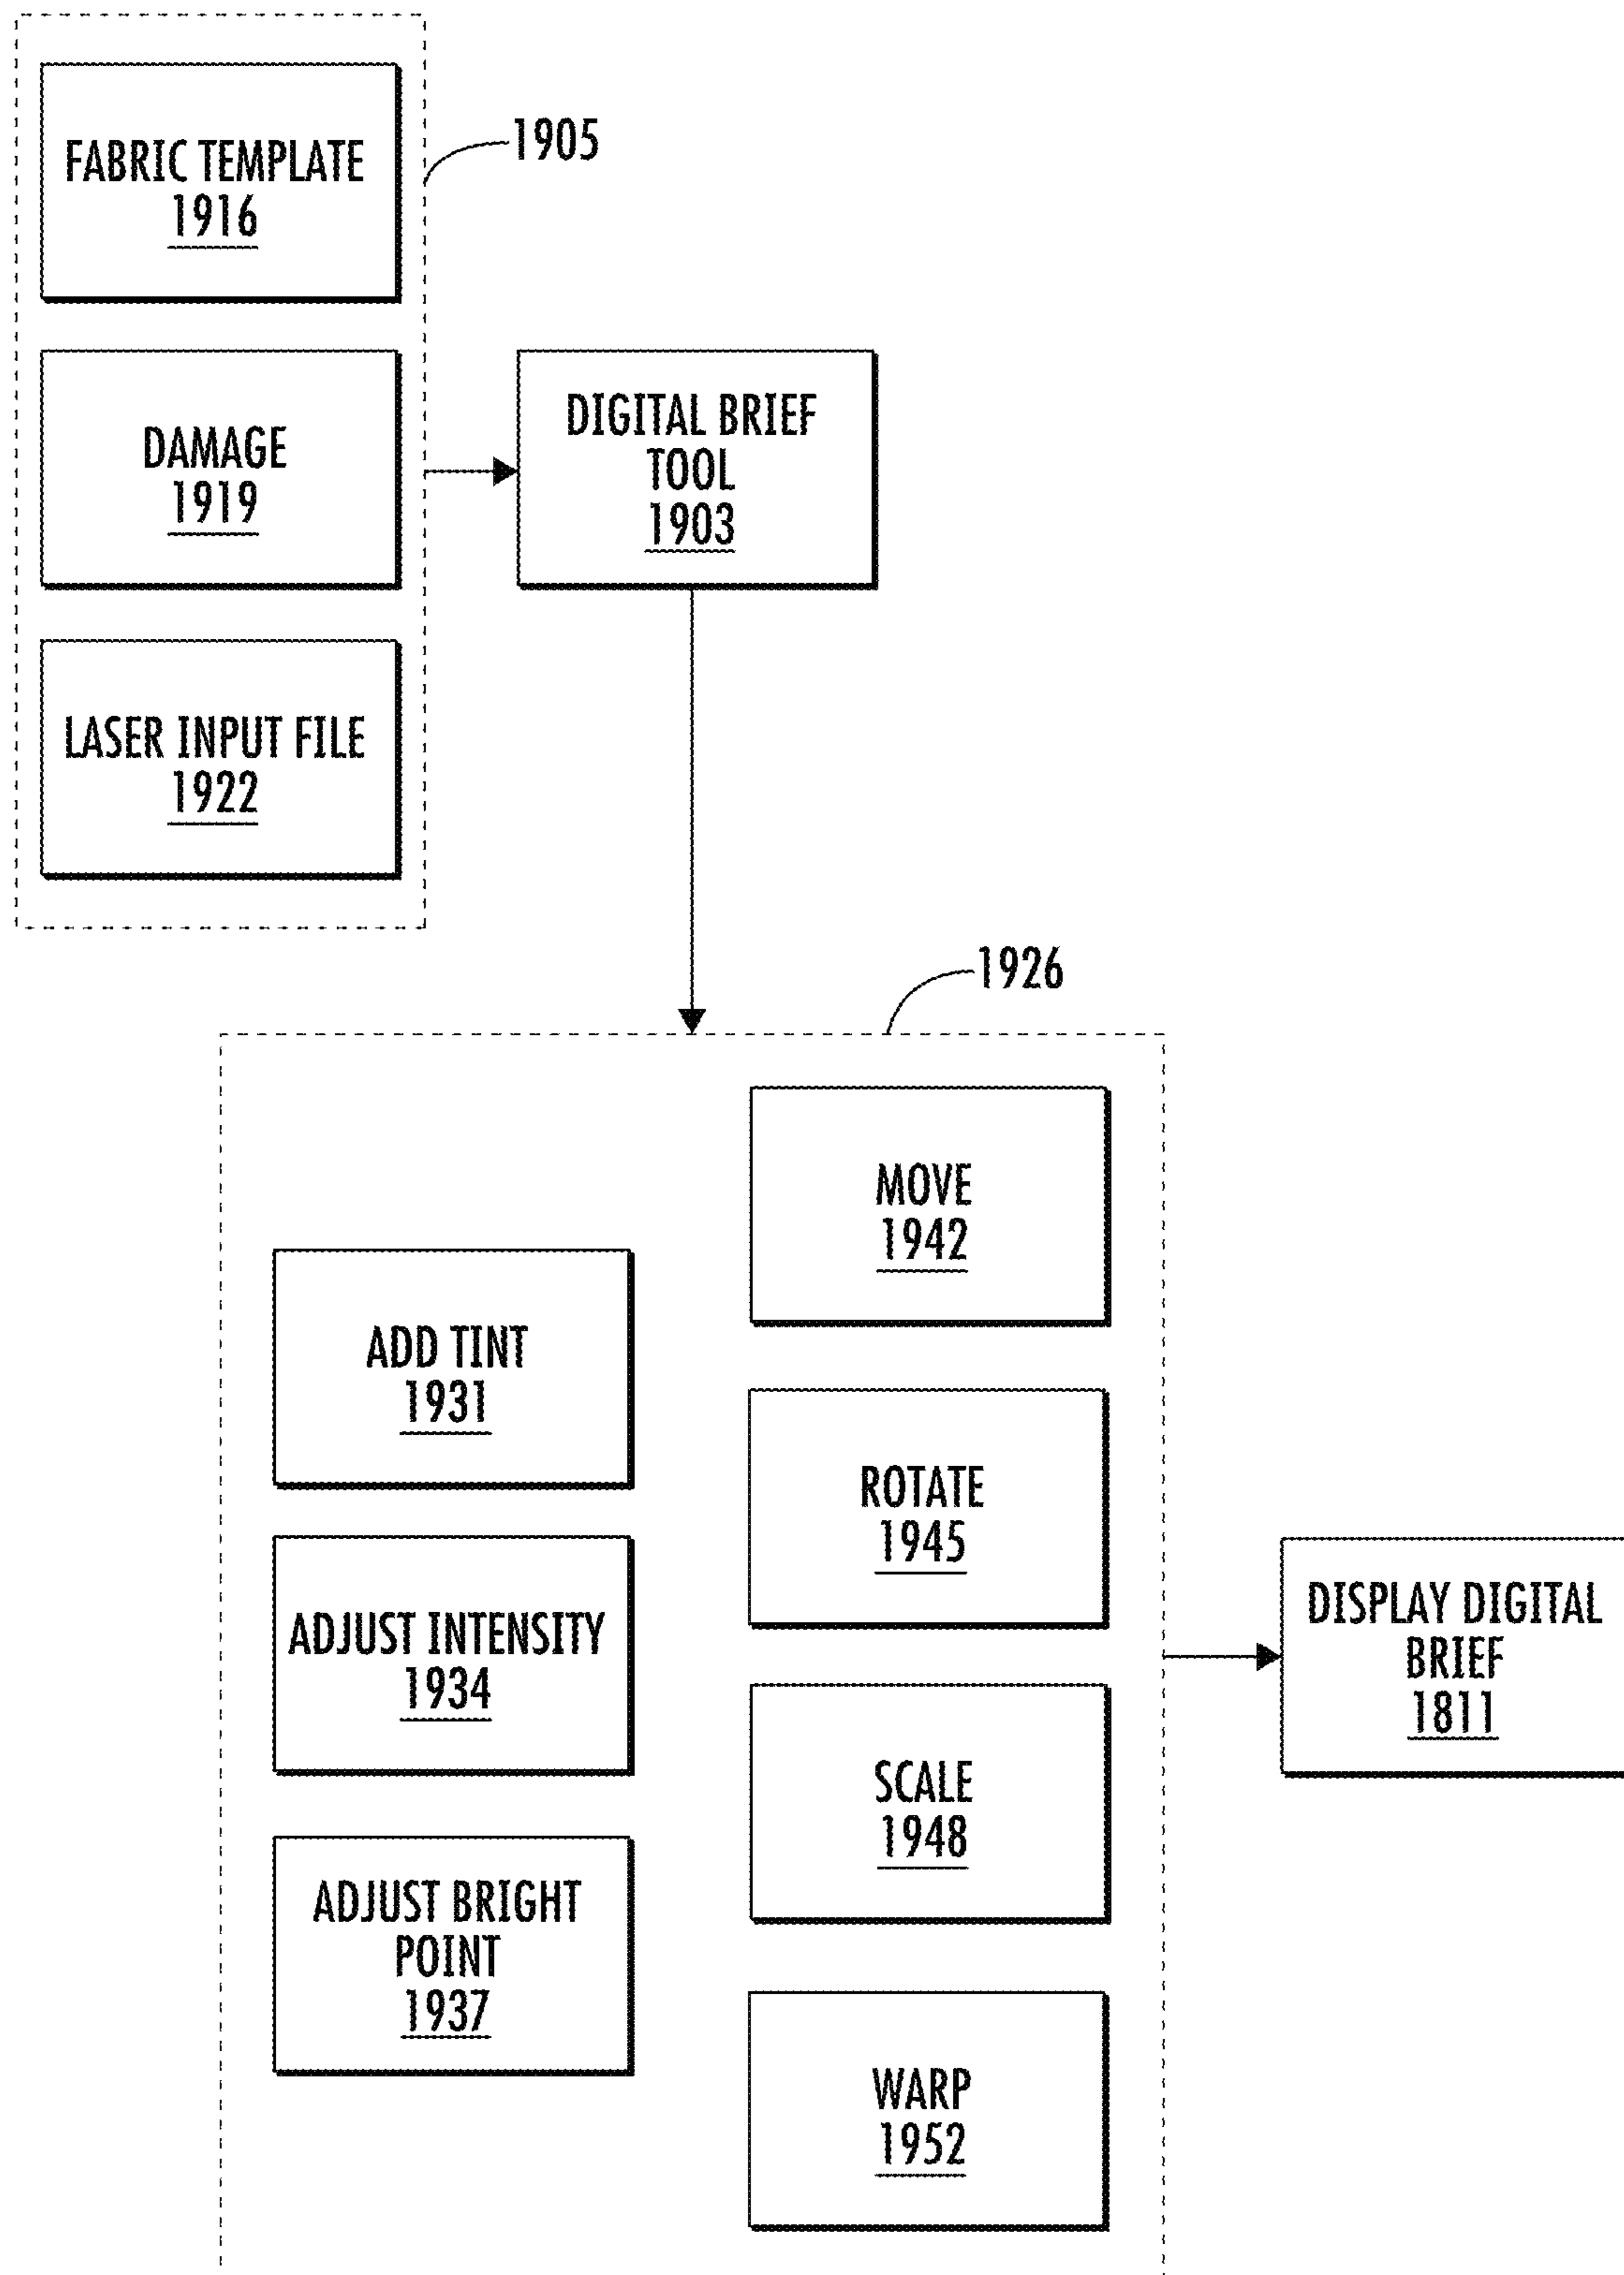 FABRIC TEMPLATE
1916
1905
DAMAGE
1919
DIGITAL BRIEF
TOOL
1903
LASER INPUT FILE
1922
1926
MOVE
1942
ADD TINT
1931
ROTATE
1945
ADJUST INTENSITY
1934
DISPLAY DIGITAL
BRIEF
1811
SCALE
1948
ADJUST BRIGHT
POINT
1937
WARP
1952